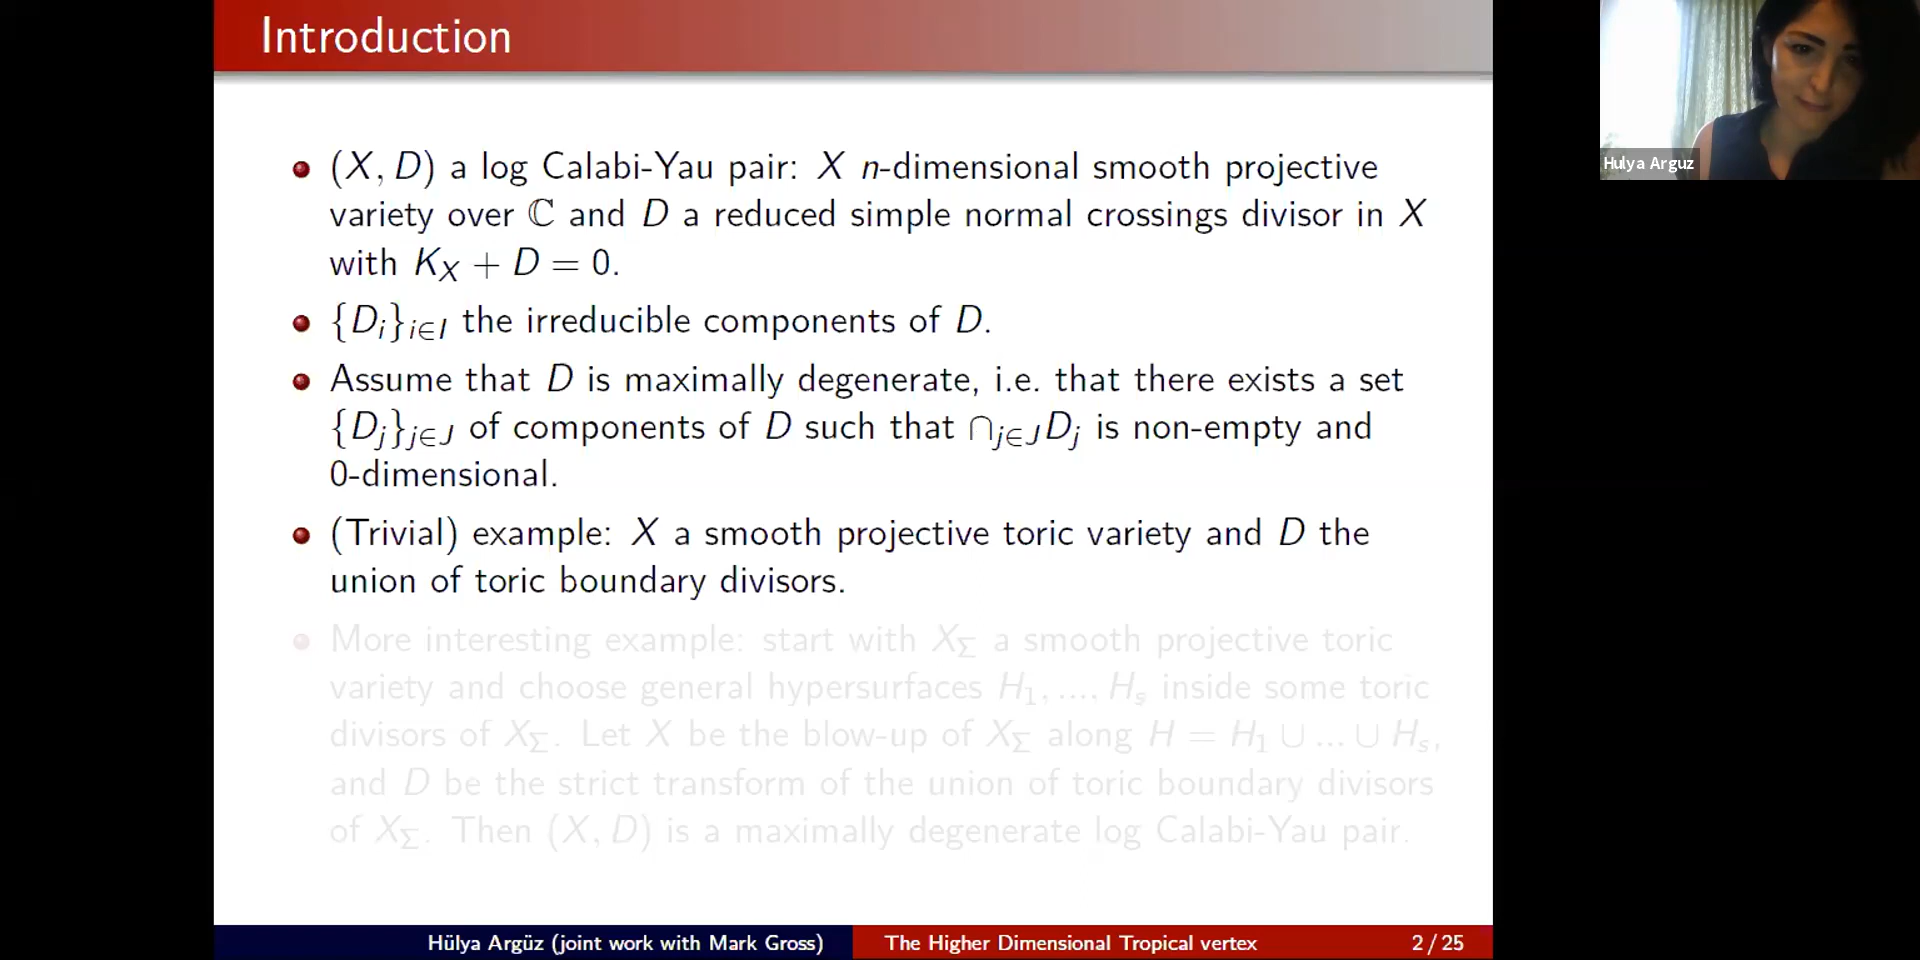 Introduction
(X, D) a log Calabi-Yau pair: X n-dimensional smooth projective
variety over ℂ and D a reduced simple normal crossings divisor in X
with K_X + D = 0.
{D_i}_{i∈I} the irreducible components of D.
Assume that D is maximally degenerate, i.e. that there exists a set
{D_j}_{j∈J} of components of D such that ∩_{j∈J} D_j is non-empty and
0-dimensional.
(Trivial) example: X a smooth projective toric variety and D the
union of toric boundary divisors.
More interesting example: start with X_Σ a smooth projective toric
variety and choose general hypersurfaces H_1, ...., H_s inside some toric
divisors of X_Σ. Let X be the blow-up of X_Σ along H = H_1 ∪ ... ∪ H_s,
and D be the strict transform of the union of toric boundary divisors
of X_Σ. Then (X, D) is a maximally degenerate log Calabi-Yau pair.
Hülya Argüz (joint work with Mark Gross)
The Higher Dimensional Tropical vertex
2 / 25
Hulya Arguz